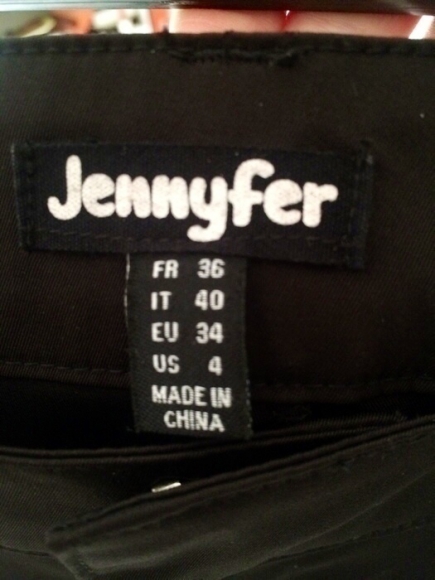 Jennyfer
FR 36
IT 40
EU 34
US 4
MADE IN
CHINA